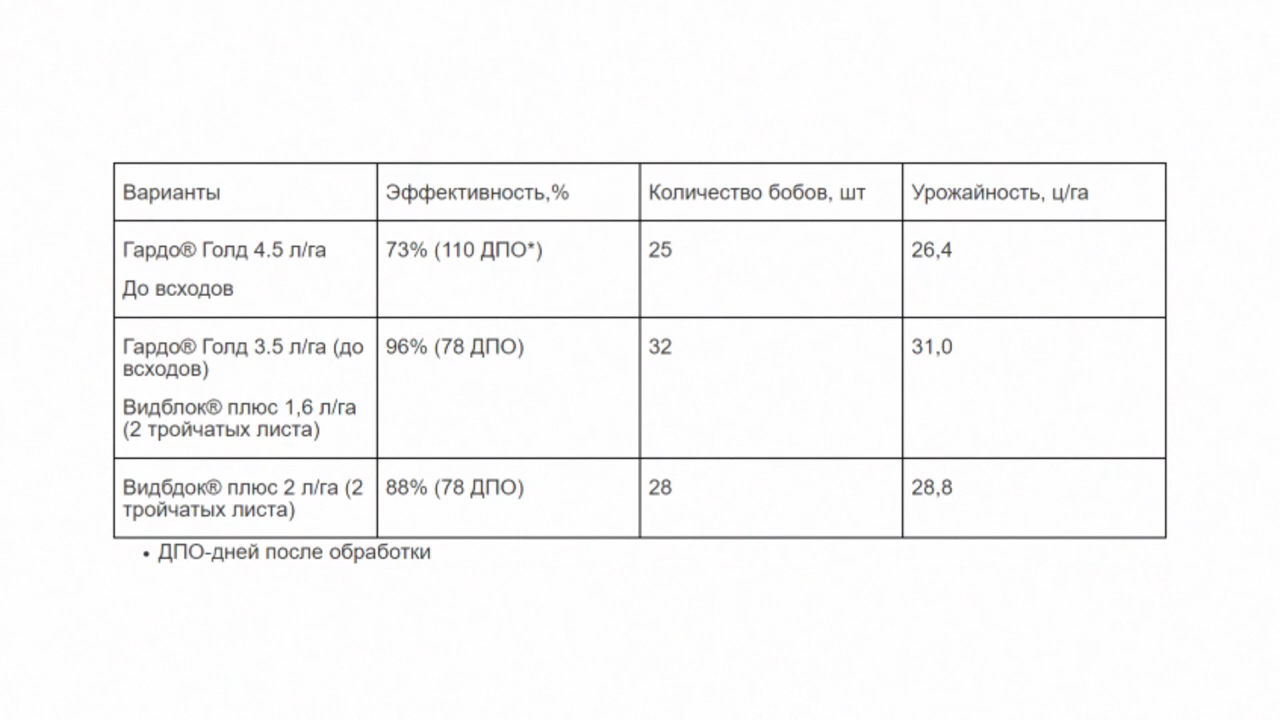 Варианты
Эффективность,%
Количество бобов, шт
Урожайность, ц/га
Гардо® Голд 4.5 л/га
До всходов
73% (110 ДПО*)
25
26,4
Гардо® Голд 3.5 л/га (до
всходов)
Видблок® плюс 1,6 л/га
(2 тройчатых листа)
96% (78 ДПО)
32
31,0
Видбдок® плюс 2 л/га (2
тройчатых листа)
88% (78 ДПО)
28
28,8
• ДПО-дней после обработки